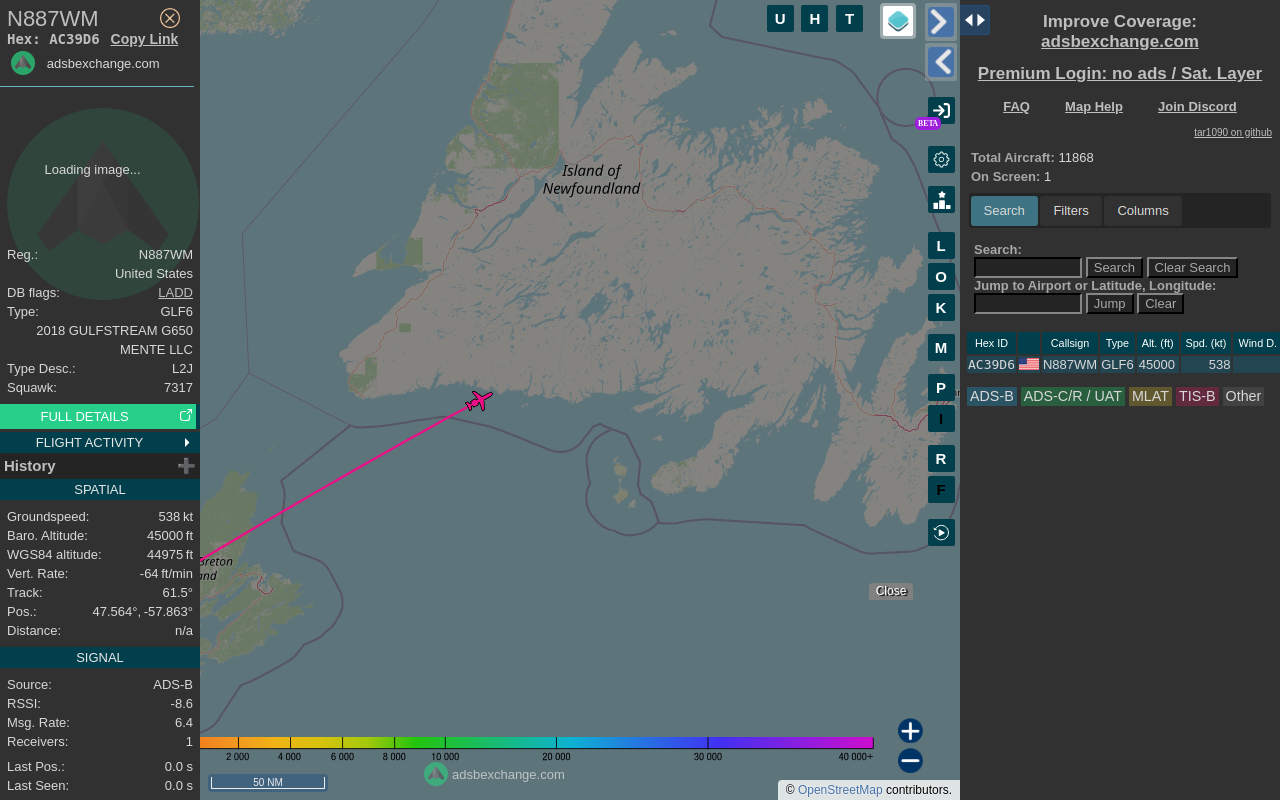 N887WM
Hex: AC39D6 Copy Link
adsbexchange.com
Loading image...
Reg.: N887WM
United States
DB flags: LADD
Type: GLF6
2018 GULFSTREAM G650
MENTE LLC
Type Desc.: L2J
Squawk: 7317
FULL DETAILS
FLIGHT ACTIVITY
History
SPATIAL
Groundspeed: 538 kt
Baro. Altitude: 45000 ft
WGS84 altitude: 44975 ft
Vert. Rate: -64 ft/min
Track: 61.5°
Pos.: 47.564°, -57.863°
Distance: n/a
SIGNAL
Source: ADS-B
RSSI: -8.6
Msg. Rate: 6.4
Receivers: 1
Last Pos.: 0.0 s
Last Seen: 0.0 s
U H T
Island of
Newfoundland
BETA
L
O
K
M
P
I
R
F
Close
2 000 4 000 6 000 8 000 10 000 20 000 30 000 40 000+
adsbexchange.com
50 NM
© OpenStreetMap contributors.
Improve Coverage:
adsbexchange.com
Premium Login: no ads / Sat. Layer
FAQ Map Help Join Discord
tar1090 on github
Total Aircraft: 11868
On Screen: 1
Search Filters Columns
Search:
Search Clear Search
Jump to Airport or Latitude, Longitude:
Jump Clear
Hex ID Callsign Type Alt. (ft) Spd. (kt) Wind D.
AC39D6 N887WM GLF6 45000 538
ADS-B ADS-C/R / UAT MLAT TIS-B Other